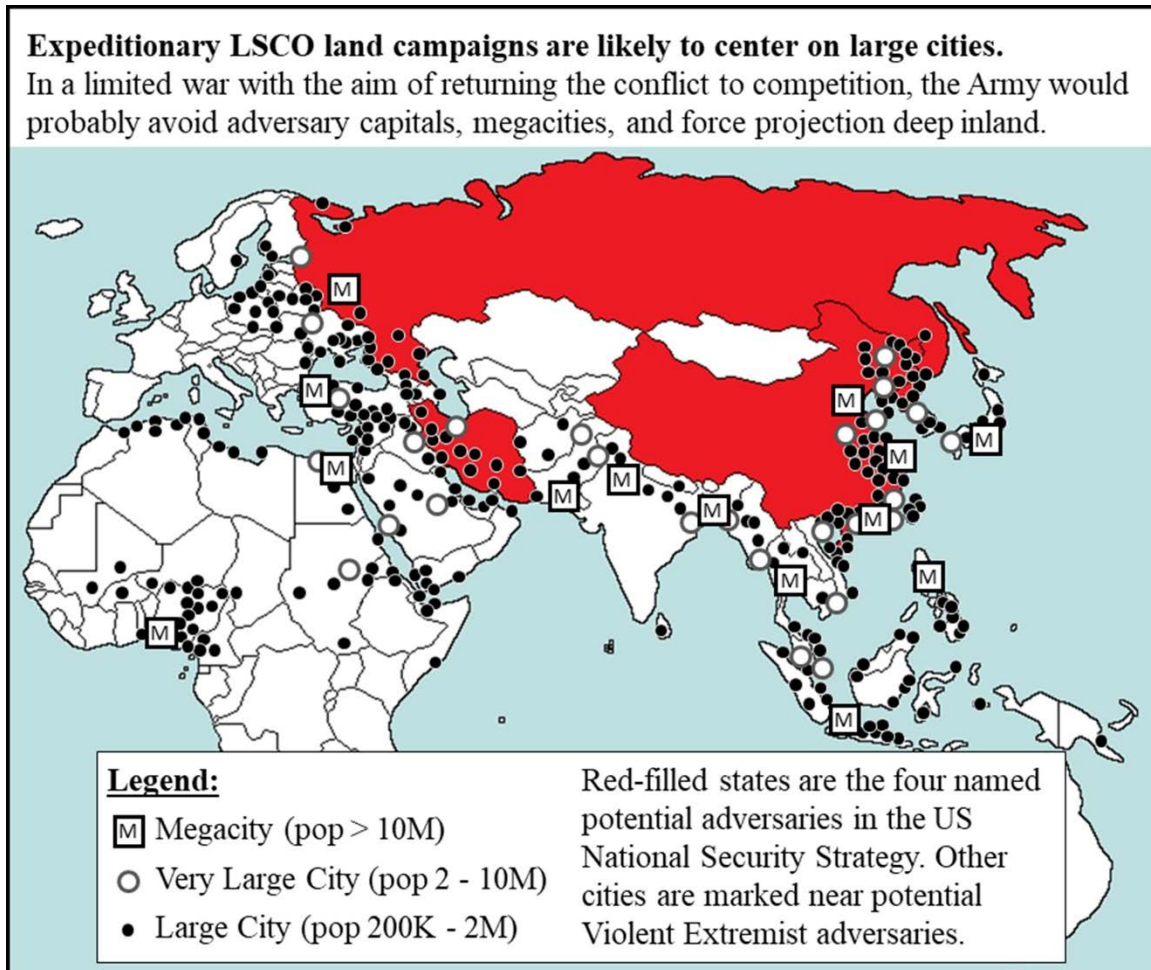 Expeditionary LSCO land campaigns are likely to center on large cities.
In a limited war with the aim of returning the conflict to competition, the Army would
probably avoid adversary capitals, megacities, and force projection deep inland.
M
M
M
M
M
M
M
M
M
M
M
M
M
M
Legend:
M Megacity (pop > 10M)
Very Large City (pop 2 - 10M)
Large City (pop 200K - 2M)
Red-filled states are the four named
potential adversaries in the US
National Security Strategy. Other
cities are marked near potential
Violent Extremist adversaries.